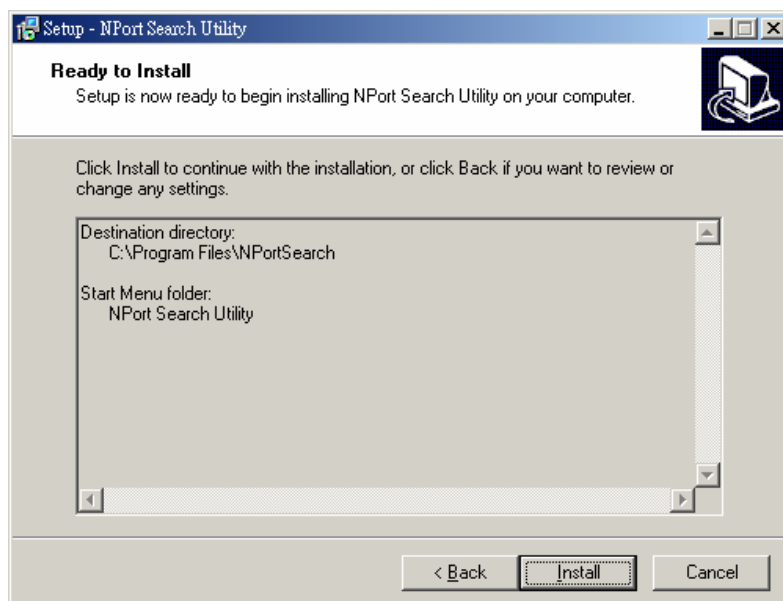 Setup - NPort Search Utility
Ready to Install
Setup is now ready to begin installing NPort Search Utility on your computer.
Click Install to continue with the installation, or click Back if you want to review or
change any settings.
Destination directory:
C:\Program Files\NPortSearch
Start Menu folder:
NPort Search Utility
< Back
Install
Cancel